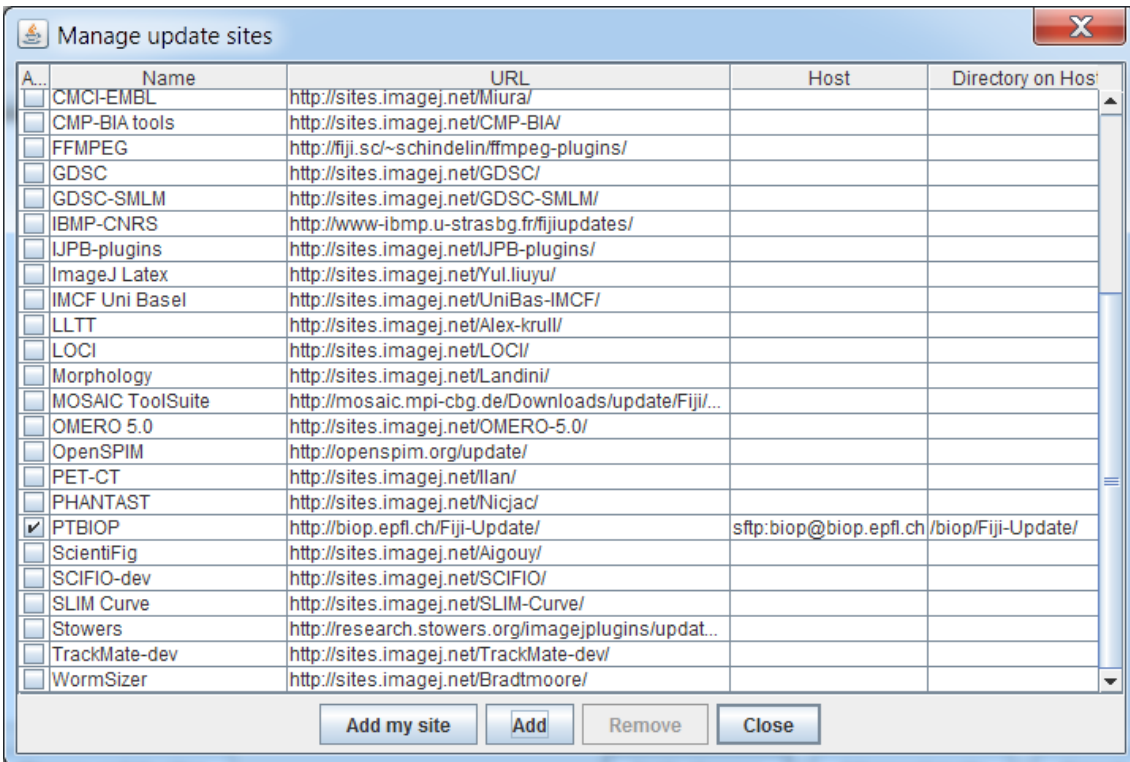 Manage update sites
A... Name URL Host Directory on Host
CMCI-EMBL http://sites.imagej.net/Miura/
CMP-BIA tools http://sites.imagej.net/CMP-BIA/
FFMPEG http://fiji.sc/~schindelin/ffmpeg-plugins/
GDSC http://sites.imagej.net/GDSC/
GDSC-SMLM http://sites.imagej.net/GDSC-SMLM/
IBMP-CNRS http://www-ibmp.u-strasbg.fr/fijiupdates/
IJPB-plugins http://sites.imagej.net/IJPB-plugins/
ImageJ Latex http://sites.imagej.net/Yul.liuyu/
IMCF Uni Basel http://sites.imagej.net/UniBas-IMCF/
LLTT http://sites.imagej.net/Alex-krull/
LOCI http://sites.imagej.net/LOCI/
Morphology http://sites.imagej.net/Landini/
MOSAIC ToolSuite http://mosaic.mpi-cbg.de/Downloads/update/Fiji/...
OMERO 5.0 http://sites.imagej.net/OMERO-5.0/
OpenSPIM http://openspim.org/update/
PET-CT http://sites.imagej.net/Ilan/
PHANTAST http://sites.imagej.net/Nicjac/
PTBIOP http://biop.epfl.ch/Fiji-Update/ sftp:biop@biop.epfl.ch /biop/Fiji-Update/
ScientiFig http://sites.imagej.net/Aigouy/
SCIFIO-dev http://sites.imagej.net/SCIFIO/
SLIM Curve http://sites.imagej.net/SLIM-Curve/
Stowers http://research.stowers.org/imagejplugins/updat...
TrackMate-dev http://sites.imagej.net/TrackMate-dev/
WormSizer http://sites.imagej.net/Bradtmoore/
Add my site Add Remove Close